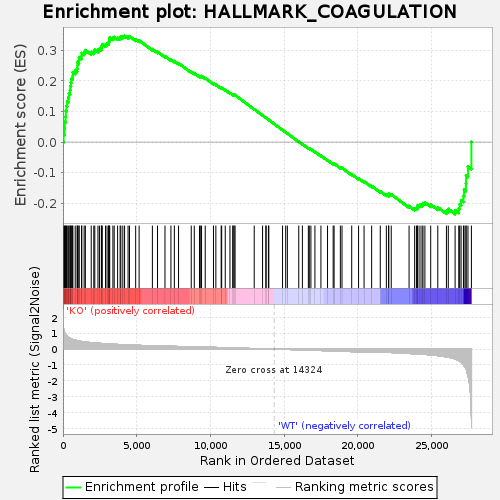 Enrichment plot: HALLMARK_COAGULATION
Enrichment score (ES)
0.3
0.2
0.1
0.0
-0.1
-0.2
'KO' (positively correlated)
Ranked list metric (Signal2Noise)
2
1
0
-1
-2
-3
-4
-5
Zero cross at 14324
'WT' (negatively correlated)
0
5,000
10,000
15,000
20,000
25,000
Rank in Ordered Dataset
Enrichment profile
Hits
Ranking metric scores